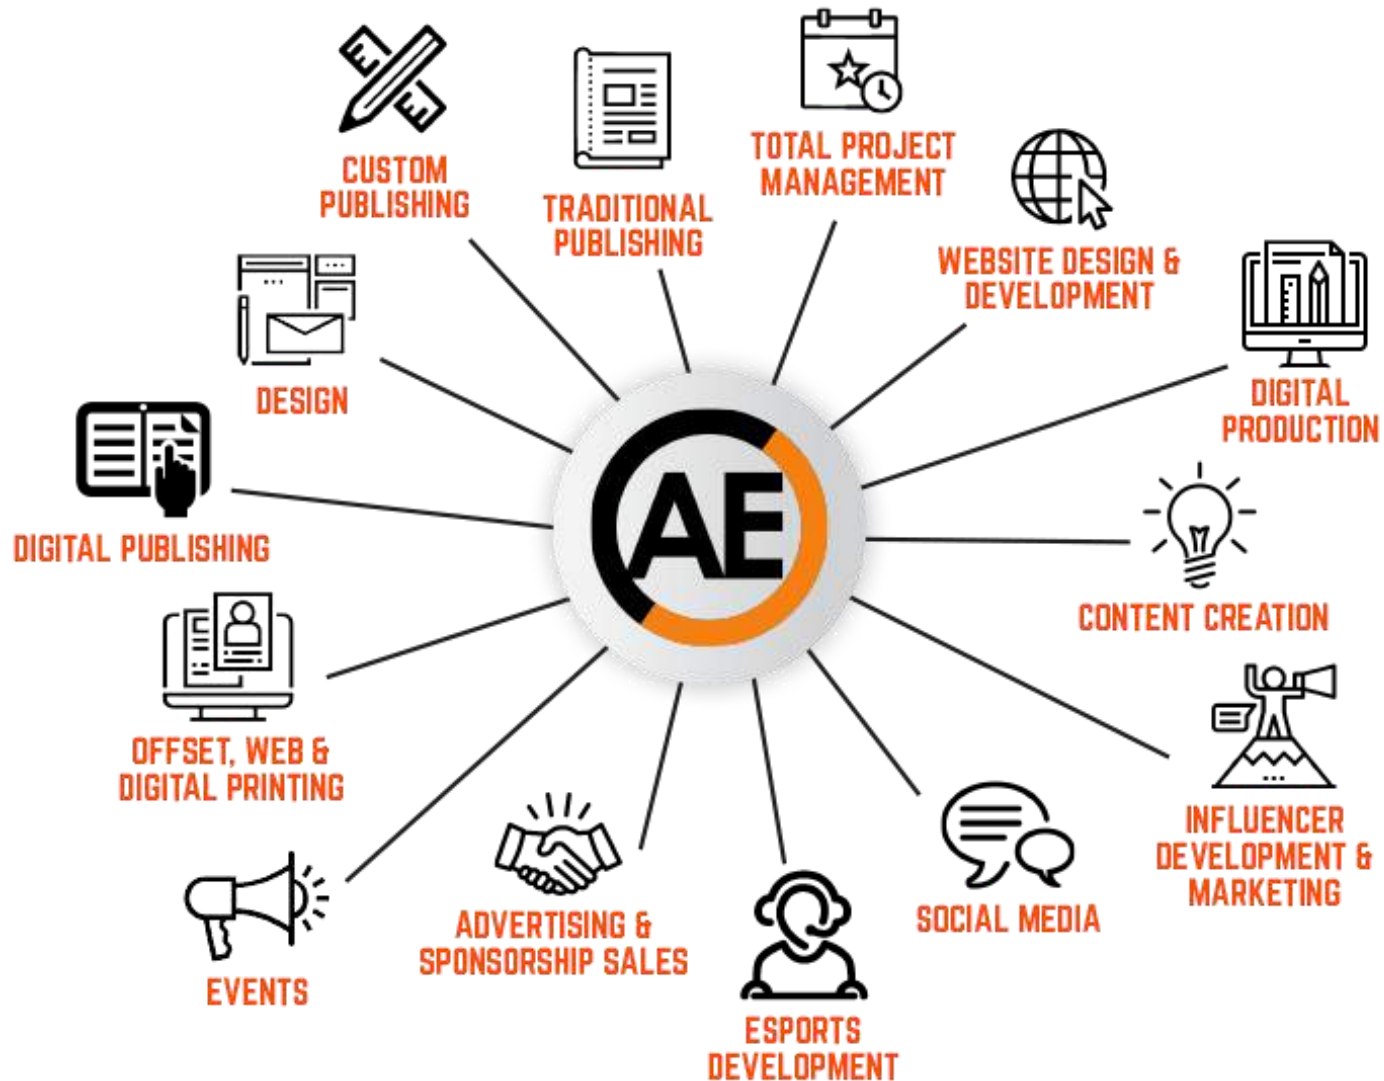 CUSTOM
PUBLISHING
TRADITIONAL
PUBLISHING
TOTAL PROJECT
MANAGEMENT
WEBSITE DESIGN &
DEVELOPMENT
DIGITAL
PRODUCTION
CONTENT CREATION
INFLUENCER
DEVELOPMENT &
MARKETING
SOCIAL MEDIA
ESPORTS
DEVELOPMENT
ADVERTISING &
SPONSORSHIP SALES
EVENTS
OFFSET, WEB &
DIGITAL PRINTING
DIGITAL PUBLISHING
DESIGN
AE